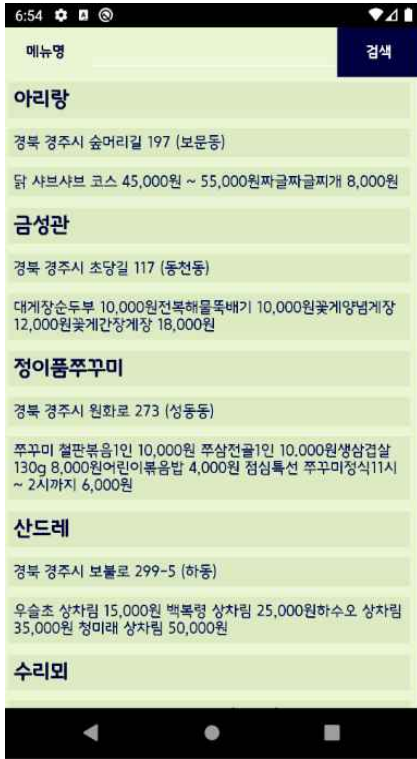 6:54
메뉴명
검색
아리랑
경북 경주시 숲머리길 197 (보문동)
닭 샤브샤브 코스 45,000원 ~ 55,000원짜글짜글찌개 8,000원
금성관
경북 경주시 초당길 117 (동천동)
대게장순두부 10,000원전복해물뚝배기 10,000원꽃게양념게장
12,000원꽃게간장게장 18,000원
정이품쭈꾸미
경북 경주시 원화로 273 (성동동)
쭈꾸미 철판볶음1인 10,000원 쭈삼전골1인 10,000원생삼겹살
130g 8,000원어린이볶음밥 4,000원 점심특선 쭈꾸미정식11시
~ 2시까지 6,000원
산드레
경북 경주시 보불로 299-5 (하동)
우슬초 상차림 15,000원 백복령 상차림 25,000원하수오 상차림
35,000원 청미래 상차림 50,000원
수리뫼